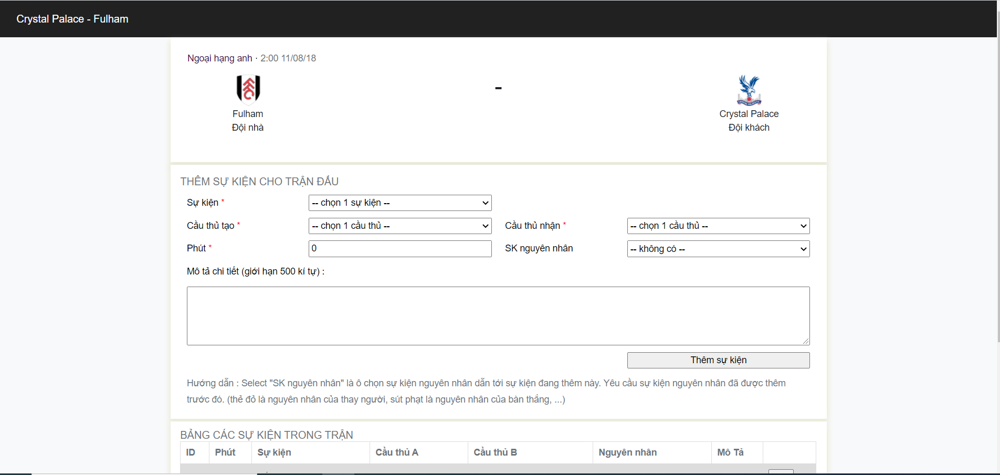 Crystal Palace - Fulham
Ngoại hạng anh · 2:00 11/08/18
-
Fulham
Đội nhà
Crystal Palace
Đội khách
THÊM SỰ KIỆN CHO TRẬN ĐẤU
Sự kiện * -- chọn 1 sự kiện --
Cầu thủ tạo * -- chọn 1 cầu thủ -- Cầu thủ nhận * -- chọn 1 cầu thủ --
Phút * 0 SK nguyên nhân -- không có --
Mô tả chi tiết (giới hạn 500 kí tự) :
Thêm sự kiện
Hướng dẫn : Select "SK nguyên nhân" là ô chọn sự kiện nguyên nhân dẫn tới sự kiện đang thêm này. Yêu cầu sự kiện nguyên nhân đã được thêm
trước đó. (thẻ đỏ là nguyên nhân của thay người, sút phạt là nguyên nhân của bàn thắng, ...)
BẢNG CÁC SỰ KIỆN TRONG TRẬN
ID Phút Sự kiện Cầu thủ A Cầu thủ B Nguyên nhân Mô Tả